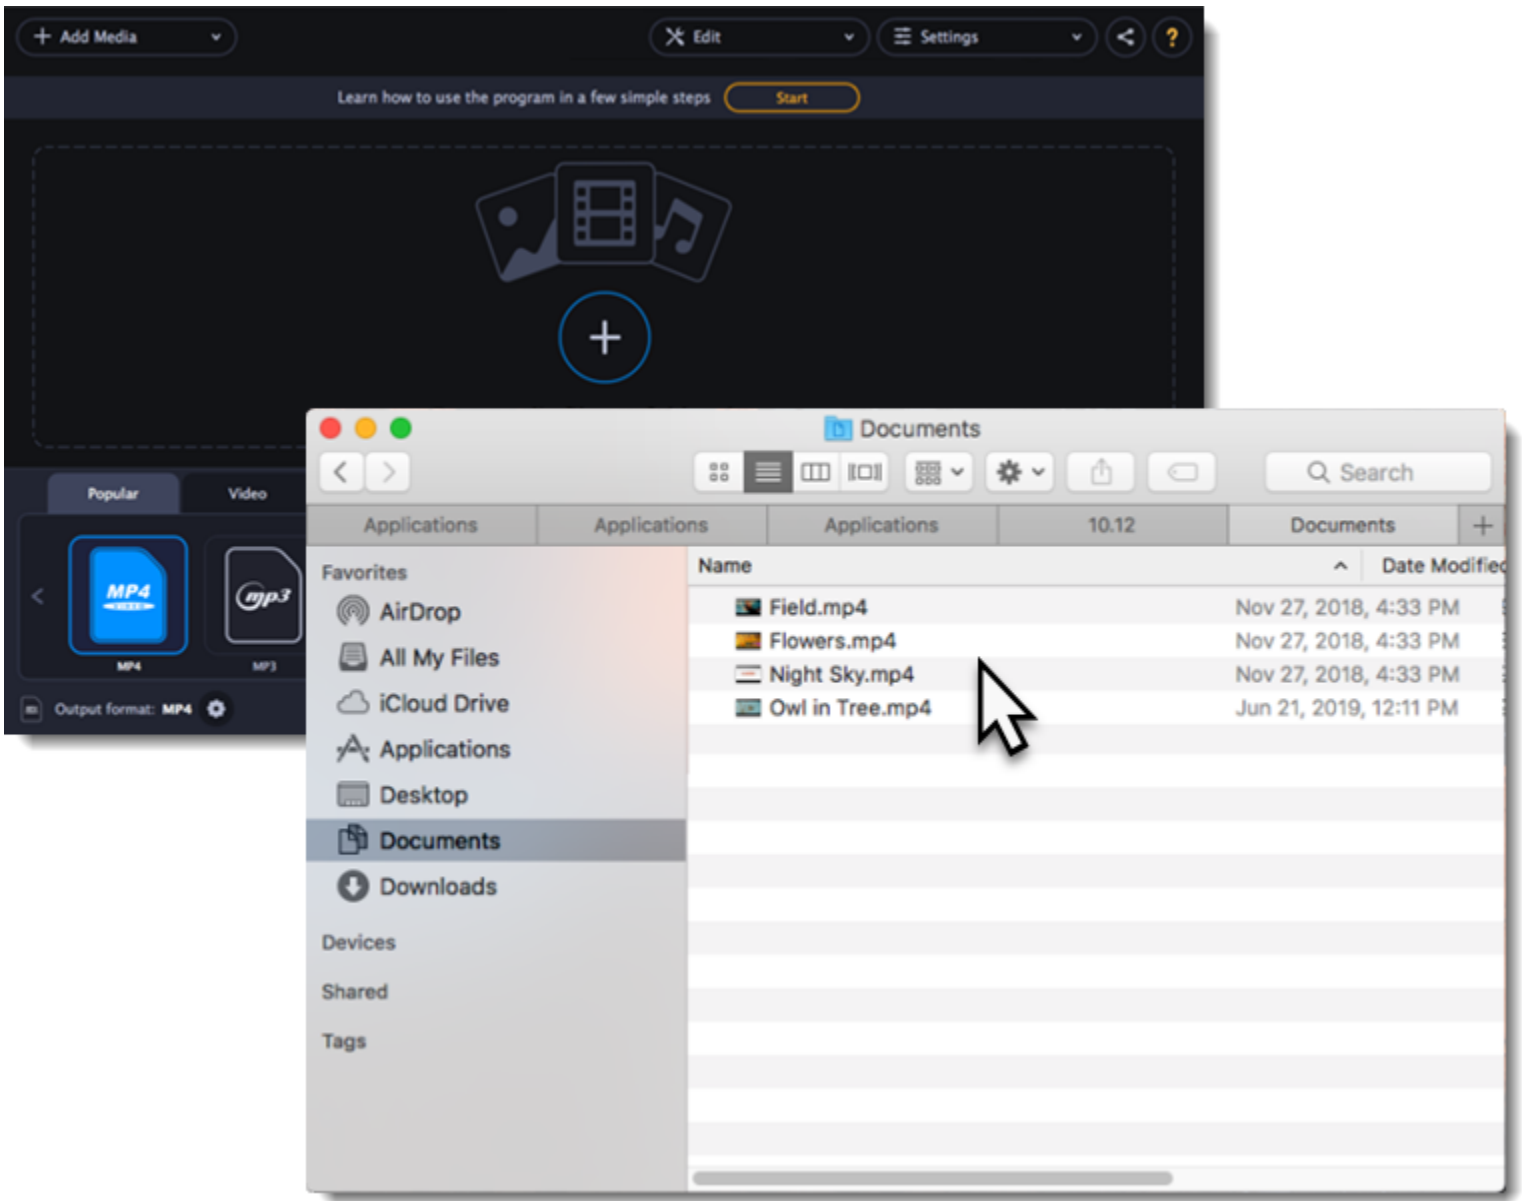 Add Media
Edit
Settings
?
Learn how to use the program in a few simple steps
Start
Popular
Video
MP4
mp3
MP4
MP3
Output format: MP4
Documents
Search
Applications
Applications
Applications
10.12
Documents
Favorites
AirDrop
All My Files
iCloud Drive
Applications
Desktop
Documents
Downloads
Devices
Shared
Tags
Name
Date Modified
Field.mp4 Nov 27, 2018, 4:33 PM
Flowers.mp4 Nov 27, 2018, 4:33 PM
Night Sky.mp4 Nov 27, 2018, 4:33 PM
Owl in Tree.mp4 Jun 21, 2019, 12:11 PM